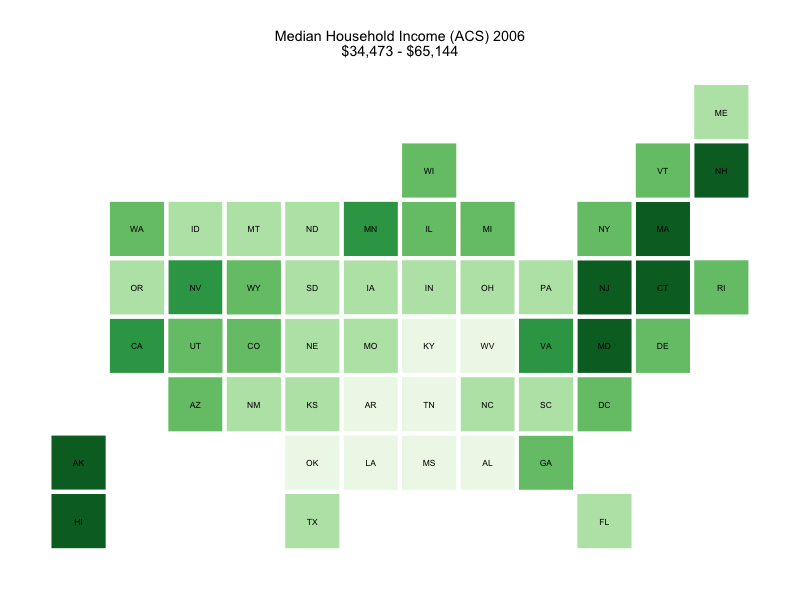 Median Household Income (ACS) 2006
$34,473 - $65,144
ME
WI VT NH
WA ID MT ND MN IL MI NY MA
OR NV WY SD IA IN OH PA NJ CT RI
CA UT CO NE MO KY WV VA MD DE
AZ NM KS AR TN NC SC DC
AK OK LA MS AL GA
HI TX FL